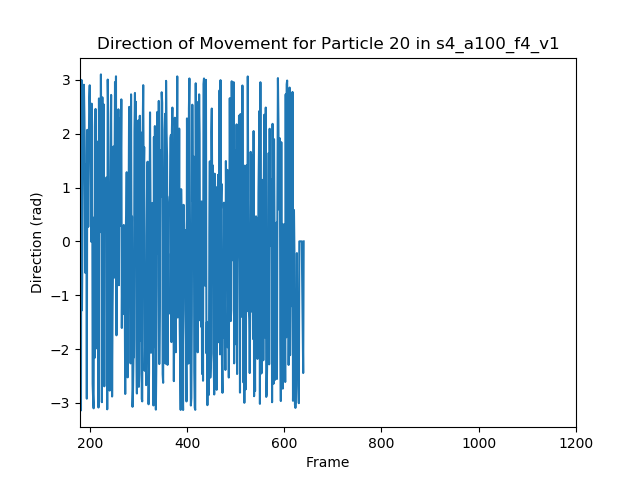 Direction of Movement for Particle 20 in s4_a100_f4_v1
3
2
1
0
−1
−2
−3
Direction (rad)
200 400 600 800 1000 1200
Frame